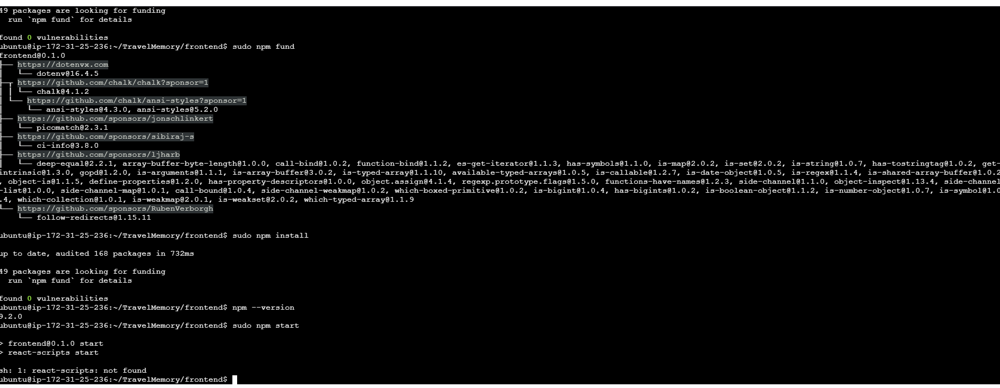 49 packages are looking for funding
  run `npm fund` for details

found 0 vulnerabilities
ubuntu@ip-172-31-25-236:~/TravelMemory/frontend$ sudo npm fund
frontend@0.1.0
├── https://dotenvx.com
│   └── dotenv@16.4.5
├─┬ https://github.com/chalk/chalk?sponsor=1
│ │ └── chalk@4.1.2
│ └── https://github.com/chalk/ansi-styles?sponsor=1
│     └── ansi-styles@4.3.0, ansi-styles@5.2.0
├── https://github.com/sponsors/jonschlinkert
│   └── picomatch@2.3.1
├── https://github.com/sponsors/sibiraj-s
│   └── ci-info@3.8.0
├── https://github.com/sponsors/ljharb
│   └── deep-equal@2.2.1, array-buffer-byte-length@1.0.0, call-bind@1.0.2, function-bind@1.1.2, es-get-iterator@1.1.3, has-symbols@1.1.0, is-map@2.0.2, is-set@2.0.2, is-string@1.0.7, has-tostringtag@1.0.2, get-
intrinsic@1.3.0, gopd@1.2.0, is-arguments@1.1.1, is-array-buffer@3.0.2, is-typed-array@1.1.10, available-typed-arrays@1.0.5, is-callable@1.2.7, is-date-object@1.0.5, is-regex@1.1.4, is-shared-array-buffer@1.0.2
, object-is@1.1.5, define-properties@1.2.0, has-property-descriptors@1.0.0, object.assign@4.1.4, regexp.prototype.flags@1.5.0, functions-have-names@1.2.3, side-channel@1.1.0, object-inspect@1.13.4, side-channel
-list@1.0.0, side-channel-map@1.0.1, call-bound@1.0.4, side-channel-weakmap@1.0.2, which-boxed-primitive@1.0.2, is-bigint@1.0.4, has-bigints@1.0.2, is-boolean-object@1.1.2, is-number-object@1.0.7, is-symbol@1.0
.4, which-collection@1.0.1, is-weakmap@2.0.1, is-weakset@2.0.2, which-typed-array@1.1.9
└── https://github.com/sponsors/RubenVerborgh
    └── follow-redirects@1.15.11

ubuntu@ip-172-31-25-236:~/TravelMemory/frontend$ sudo npm install

up to date, audited 168 packages in 732ms

49 packages are looking for funding
  run `npm fund` for details

found 0 vulnerabilities
ubuntu@ip-172-31-25-236:~/TravelMemory/frontend$ npm --version
9.2.0
ubuntu@ip-172-31-25-236:~/TravelMemory/frontend$ sudo npm start

> frontend@0.1.0 start
> react-scripts start

sh: 1: react-scripts: not found
ubuntu@ip-172-31-25-236:~/TravelMemory/frontend$